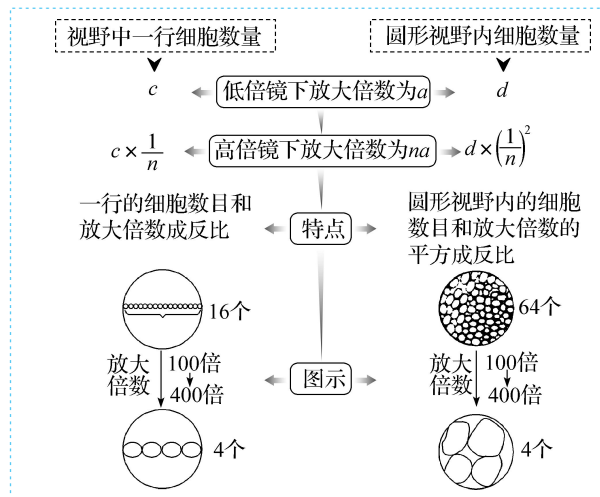 视野中一行细胞数量
圆形视野内细胞数量
c
低倍镜下放大倍数为a
d
c × 1/n
高倍镜下放大倍数为na
d × (1/n)²
一行的细胞数目和
放大倍数成反比
特点
圆形视野内的细胞
数目和放大倍数的
平方成反比
16个
64个
放大
倍数
100倍
400倍
图示
放大
倍数
100倍
400倍
4个
4个